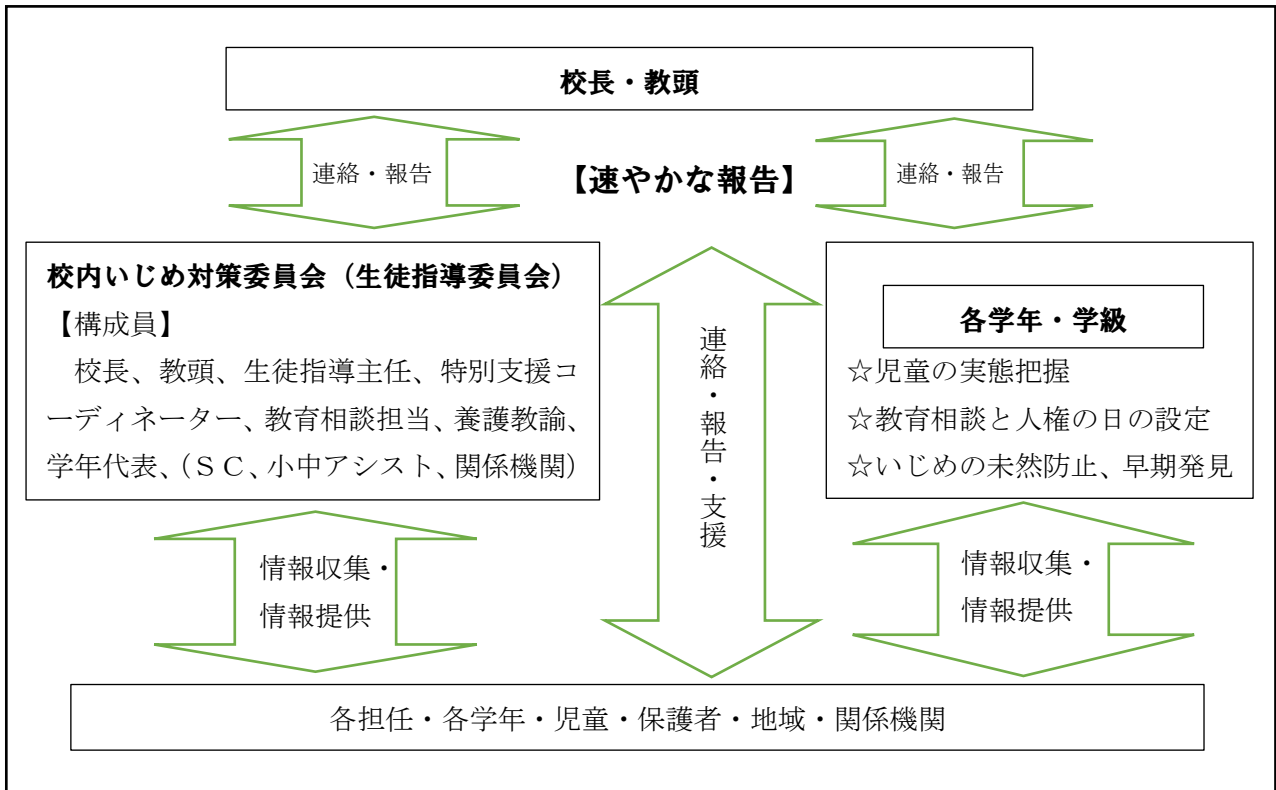 校長・教頭
連絡・報告
【速やかな報告】
連絡・報告
校内いじめ対策委員会（生徒指導委員会）
【構成員】
校長、教頭、生徒指導主任、特別支援コ
ーディネーター、教育相談担当、養護教諭、
学年代表、（ＳＣ、小中アシスト、関係機関）
連絡・報告・支援
各学年・学級
☆児童の実態把握
☆教育相談と人権の日の設定
☆いじめの未然防止、早期発見
情報収集・
情報提供
情報収集・
情報提供
各担任・各学年・児童・保護者・地域・関係機関